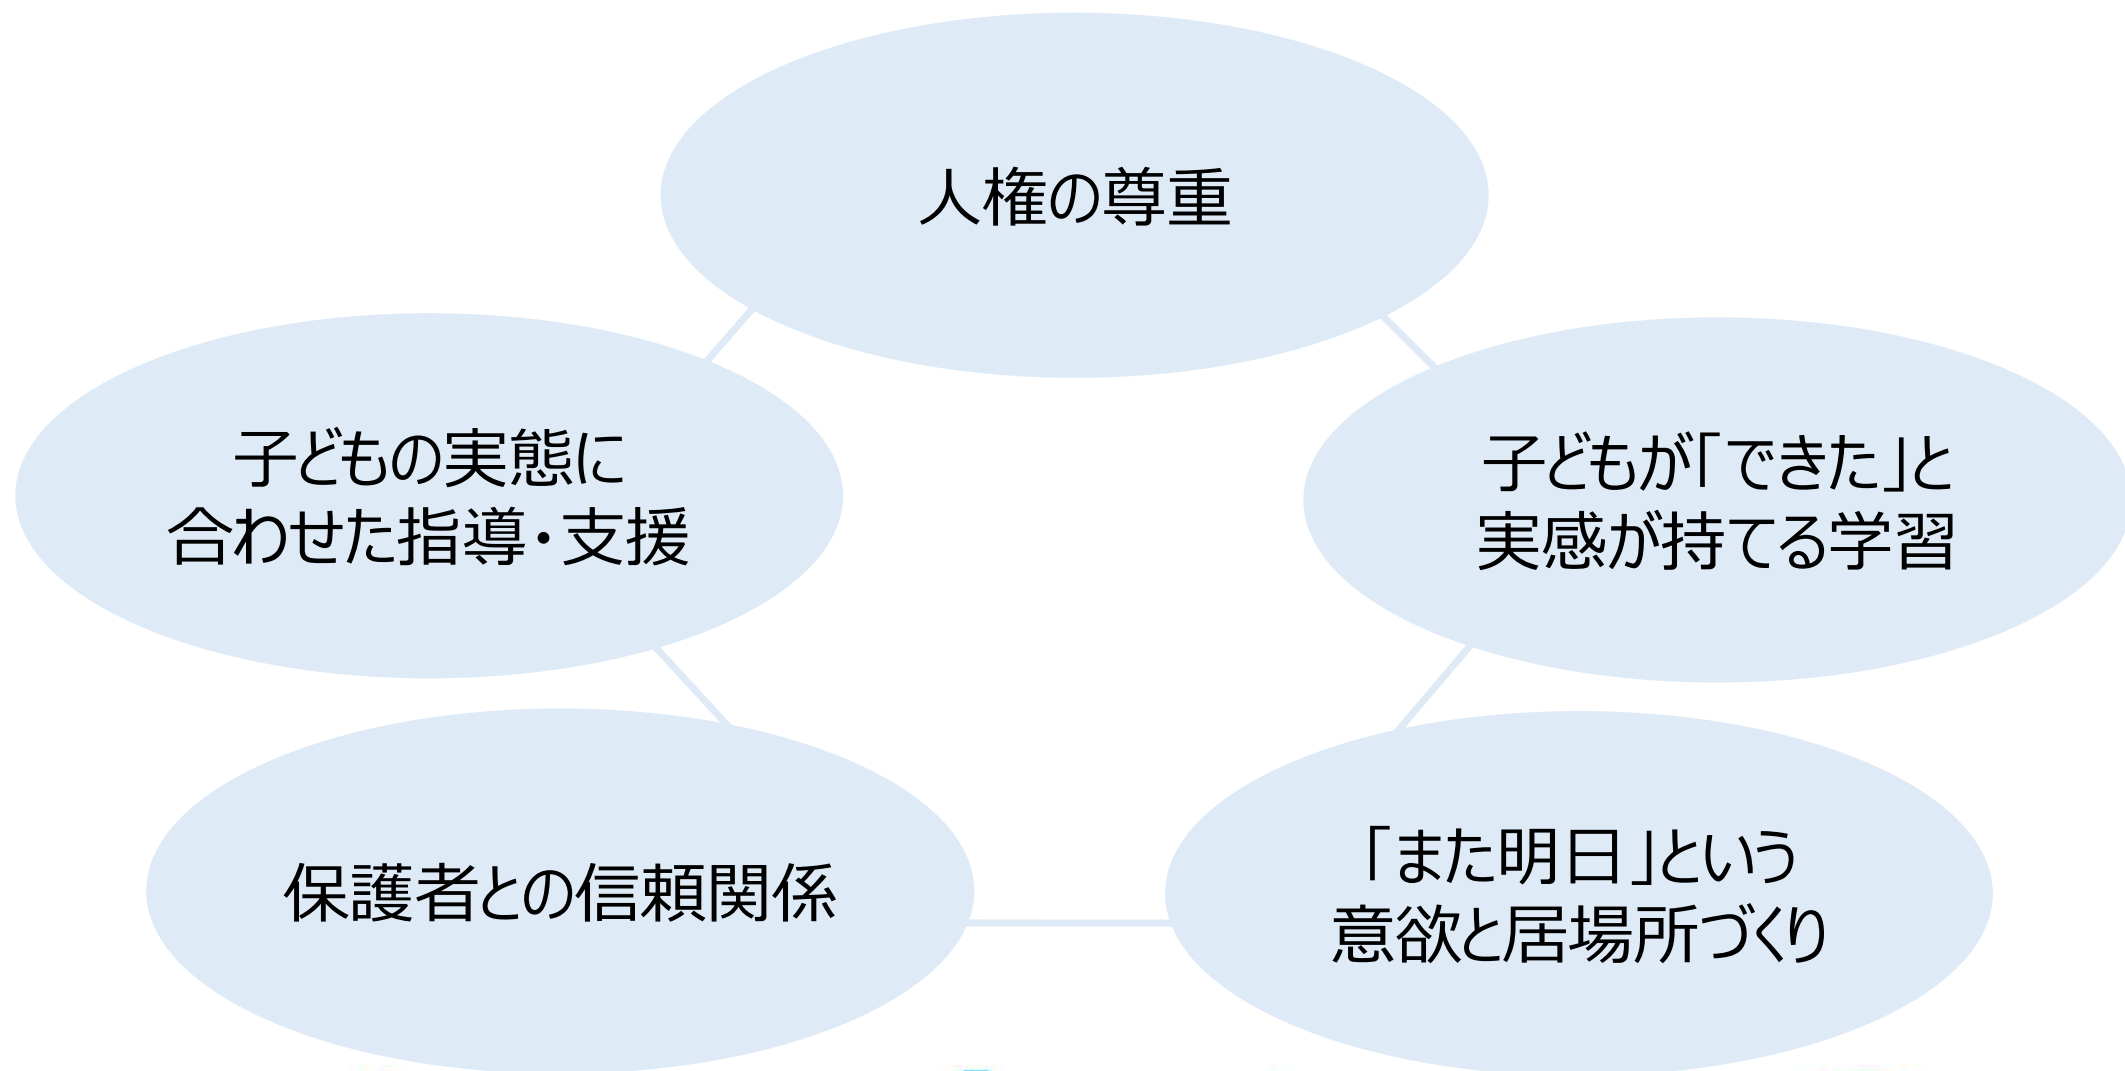 人権の尊重
子どもの実態に
合わせた指導・支援
子どもが「できた」と
実感が持てる学習
保護者との信頼関係
「また明日」という
意欲と居場所づくり